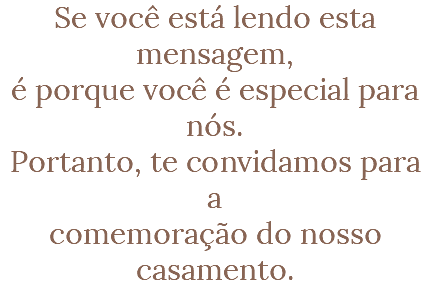 Se você está lendo esta
mensagem,
é porque você é especial para
nós.
Portanto, te convidamos para
a
comemoração do nosso
casamento.